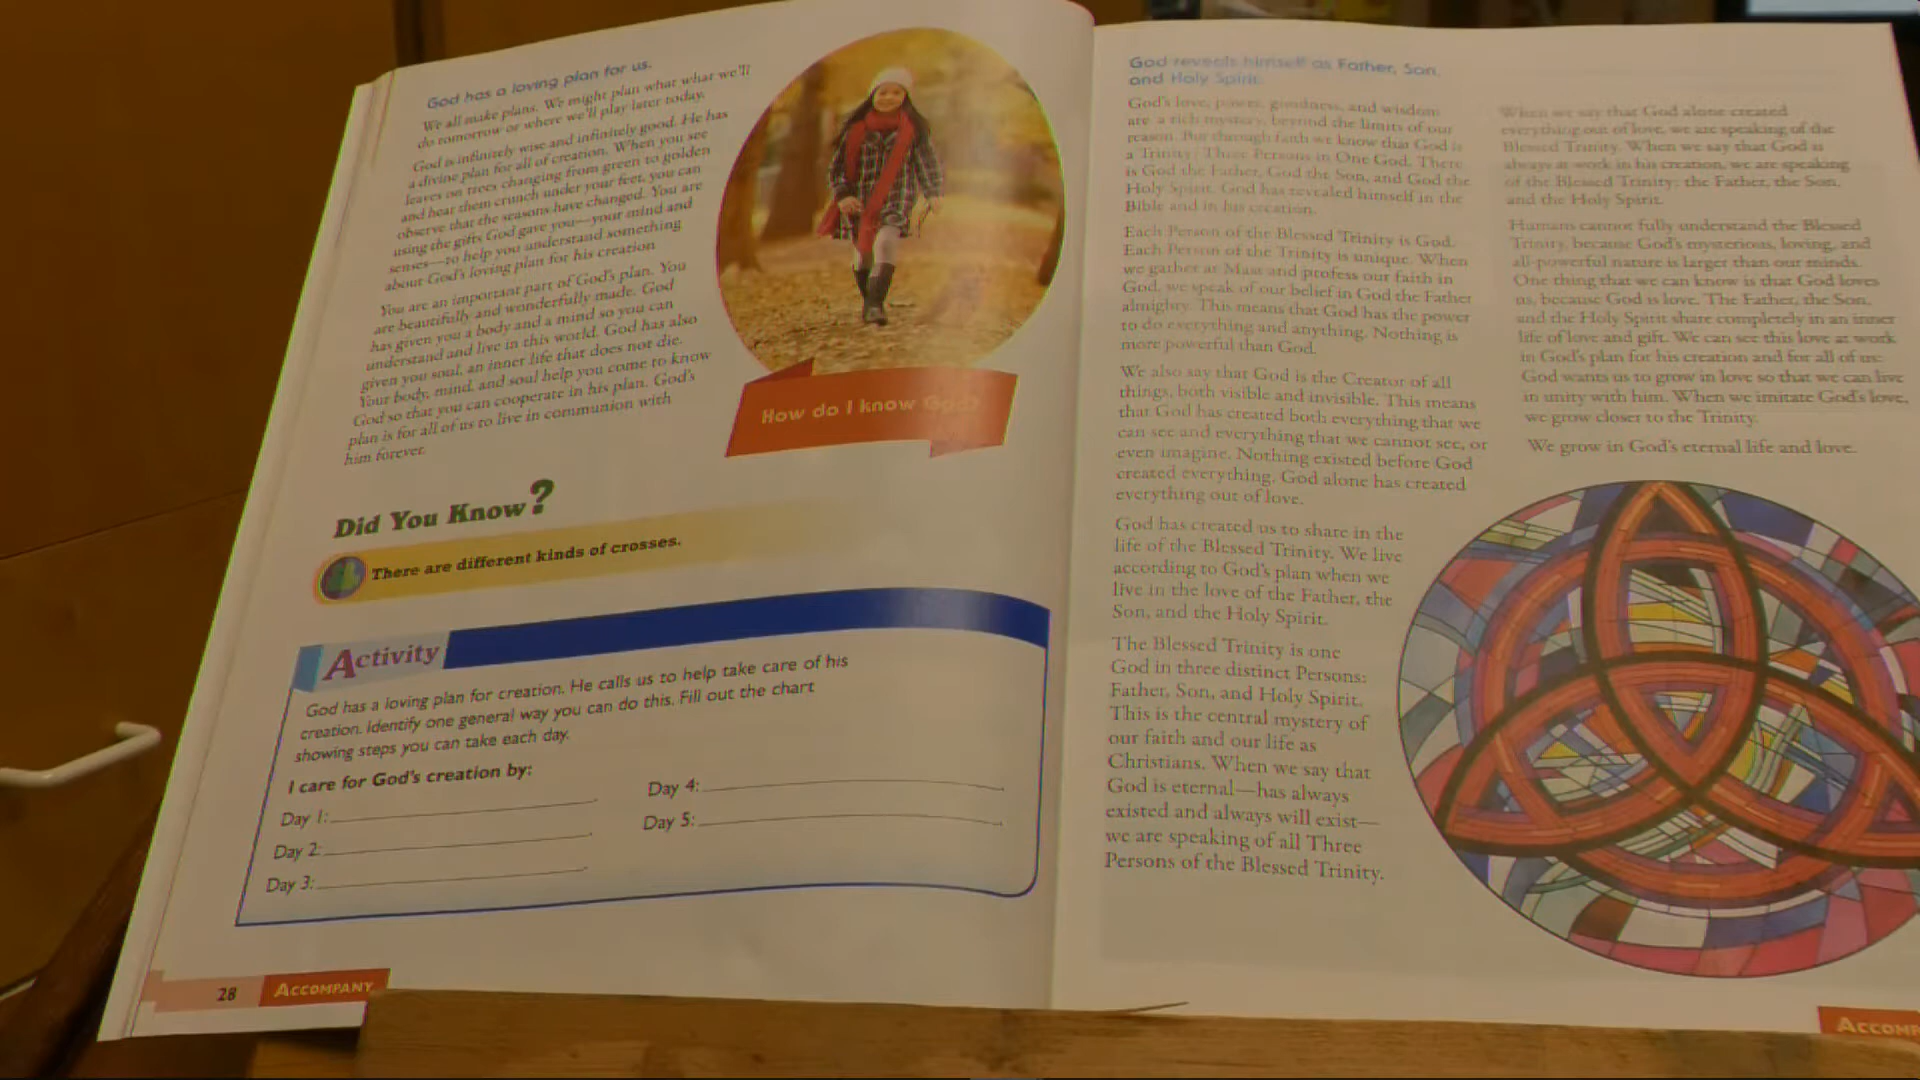 God has a loving plan for us.
We all make plans. We might plan what what we'll
do tomorrow or where we'll play later today.
God is infinitely wise and infinitely good. He has
a divine plan for all of creation. When you see
leaves on trees changing from green to golden
and hear them crunch under your feet, you can
observe that the seasons have changed. You are
using the gifts God gave you—your mind and
senses—to help you understand something
about God's loving plan for his creation
You are an important part of God's plan. You
are beautifully and wonderfully made. God
has given you a body and a mind so you can
understand and live in this world. God has also
given you soul, an inner life that does not die.
Your body, mind, and soul help you come to know
God so that you can cooperate in his plan. God's
plan is for all of us to live in communion with
him forever.
How do I know God?
Did You Know?
There are different kinds of crosses.
Activity
God has a loving plan for creation. He calls us to help take care of his
creation. Identify one general way you can do this. Fill out the chart
showing steps you can take each day.
I care for God's creation by:
Day 1:
Day 2:
Day 3:
Day 4:
Day 5:
28 ACCOMPANY
God reveals himself as Father, Son,
and Holy Spirit.
God's love, power, goodness, and wisdom
are a rich mystery, beyond the limits of our
reason. But through faith we know that God is
a Trinity: Three Persons in One God. There
is God the Father, God the Son, and God the
Holy Spirit. God has revealed himself in the
Bible and in his creation.
Each Person of the Blessed Trinity is God.
Each Person of the Trinity is unique. When
we gather at Mass and profess our faith in
God, we speak of our belief in God the Father
almighty. This means that God has the power
to do everything and anything. Nothing is
more powerful than God.
We also say that God is the Creator of all
things, both visible and invisible. This means
that God has created both everything that we
can see and everything that we cannot see, or
even imagine. Nothing existed before God
created everything. God alone has created
everything out of love.
God has created us to share in the
life of the Blessed Trinity. We live
according to God's plan when we
live in the love of the Father, the
Son, and the Holy Spirit.
The Blessed Trinity is one
God in three distinct Persons:
Father, Son, and Holy Spirit.
This is the central mystery of
our faith and our life as
Christians. When we say that
God is eternal—has always
existed and always will exist—
we are speaking of all Three
Persons of the Blessed Trinity.
When we say that God alone created
everything out of love, we are speaking of the
Blessed Trinity. When we say that God is
always at work in his creation, we are speaking
of the Blessed Trinity: the Father, the Son,
and the Holy Spirit.
Humans cannot fully understand the Blessed
Trinity, because God's mysterious, loving, and
all-powerful nature is larger than our minds.
One thing that we can know is that God loves
us, because God is love. The Father, the Son,
and the Holy Spirit share completely in an inner
life of love and gift. We can see this love at work
in God's plan for his creation and for all of us:
God wants us to grow in love so that we can live
in unity with him. When we imitate God's love,
we grow closer to the Trinity.
We grow in God's eternal life and love.
ACCOMP